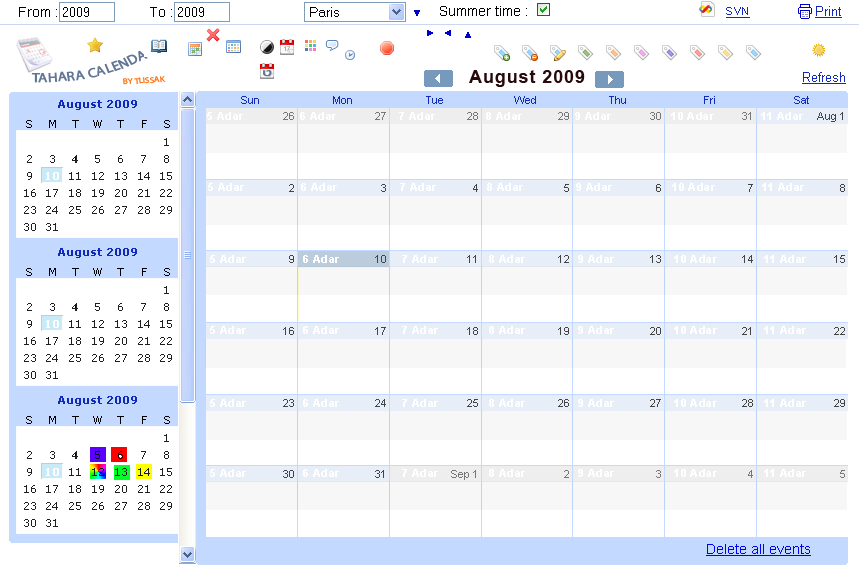 From : 2009 To : 2009 Paris Summer time : SVN Print
TAHARA CALENDA
BY TLISSAK
August 2009
Refresh
August 2009
S M T W T F S
1
2 3 4 5 6 7 8
9 10 11 12 13 14 15
16 17 18 19 20 21 22
23 24 25 26 27 28 29
30 31
August 2009
S M T W T F S
1
2 3 4 5 6 7 8
9 10 11 12 13 14 15
16 17 18 19 20 21 22
23 24 25 26 27 28 29
30 31
August 2009
S M T W T F S
1
2 3 4 5 7 8
9 10 11 12 13 14 15
16 17 18 19 20 21 22
23 24 25 26 27 28 29
30 31
Sun Mon Tue Wed Thu Fri Sat
5 Adar 26 6 Adar 27 7 Adar 28 8 Adar 29 9 Adar 30 10 Adar 31 11 Adar Aug 1
5 Adar 2 6 Adar 3 7 Adar 4 8 Adar 5 9 Adar 6 10 Adar 7 11 Adar 8
5 Adar 9 6 Adar 10 7 Adar 11 8 Adar 12 9 Adar 13 10 Adar 14 11 Adar 15
5 Adar 16 6 Adar 17 7 Adar 18 8 Adar 19 9 Adar 20 10 Adar 21 11 Adar 22
5 Adar 23 6 Adar 24 7 Adar 25 8 Adar 26 9 Adar 27 10 Adar 28 11 Adar 29
5 Adar 30 6 Adar 31 7 Adar Sep 1 8 Adar 2 9 Adar 3 10 Adar 4 11 Adar 5
Delete all events